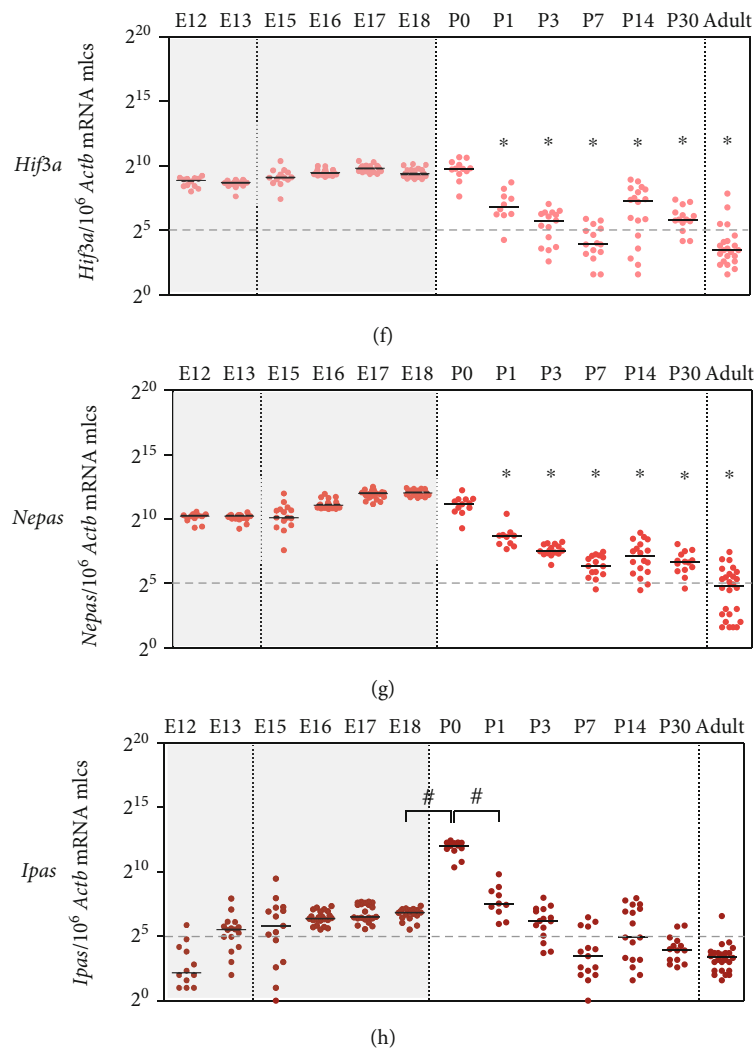 E12 E13 E15 E16 E17 E18 P0 P1 P3 P7 P14 P30 Adult
2^20
2^15
2^10
2^5
2^0
Hif3a
Hif3a/10^6 Actb mRNA mlcs
* * * * * *
(f)
E12 E13 E15 E16 E17 E18 P0 P1 P3 P7 P14 P30 Adult
2^20
2^15
2^10
2^5
2^0
Nepas
Nepas/10^6 Actb mRNA mlcs
* * * * * *
(g)
E12 E13 E15 E16 E17 E18 P0 P1 P3 P7 P14 P30 Adult
2^20
2^15
2^10
2^5
2^0
Ipas
Ipas/10^6 Actb mRNA mlcs
# #
(h)